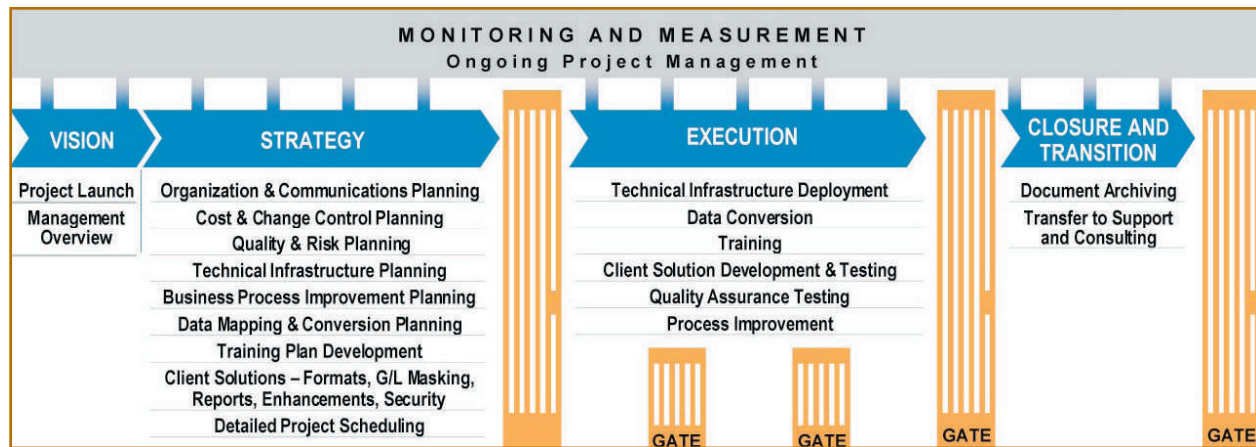 MONITORING AND MEASUREMENT
Ongoing Project Management
VISION
STRATEGY
EXECUTION
CLOSURE AND
TRANSITION
Project Launch
Management
Overview
Organization & Communications Planning
Cost & Change Control Planning
Quality & Risk Planning
Technical Infrastructure Planning
Business Process Improvement Planning
Data Mapping & Conversion Planning
Training Plan Development
Client Solutions – Formats, G/L Masking,
Reports, Enhancements, Security
Detailed Project Scheduling
Technical Infrastructure Deployment
Data Conversion
Training
Client Solution Development & Testing
Quality Assurance Testing
Process Improvement
Document Archiving
Transfer to Support
and Consulting
GATE
GATE
GATE
GATE